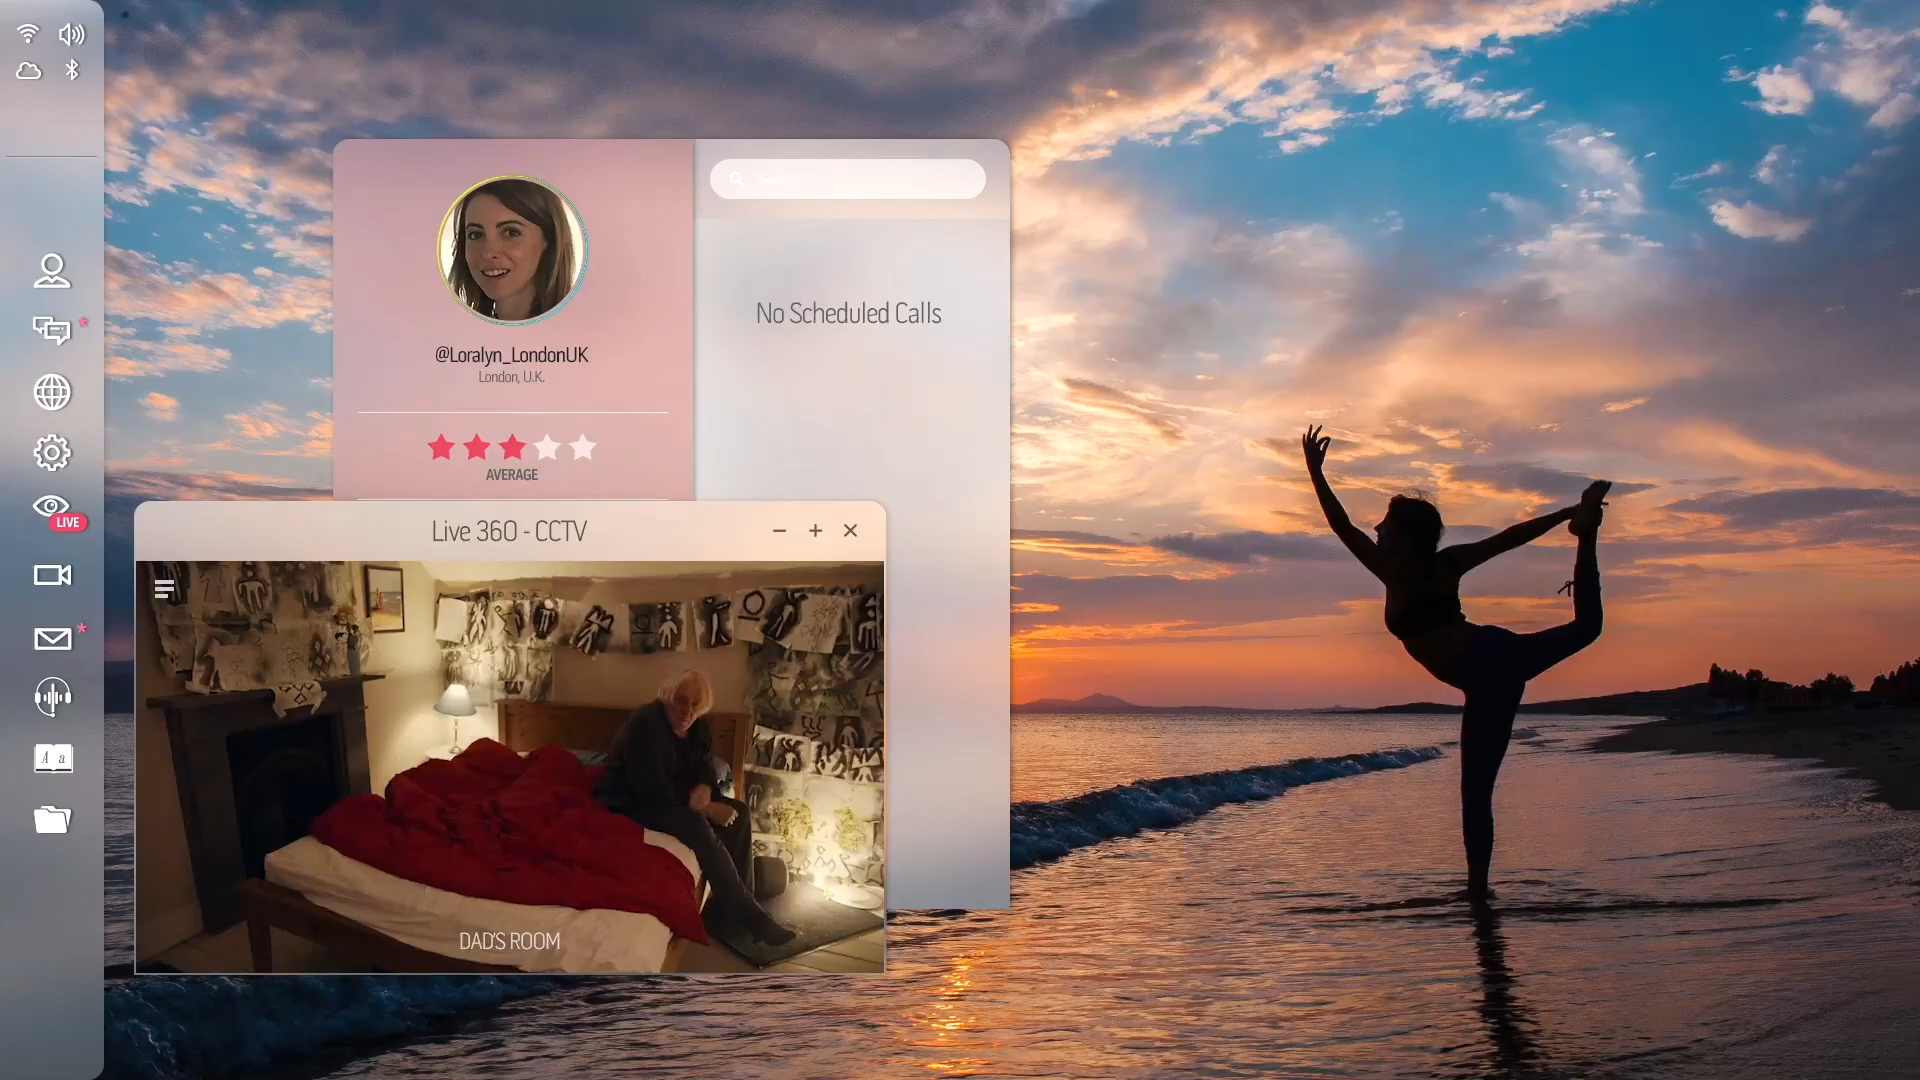 @Loralyn_LondonUK
London, U.K.
AVERAGE
No Scheduled Calls
LIVE
A a
Live 360 - CCTV
DAD'S ROOM